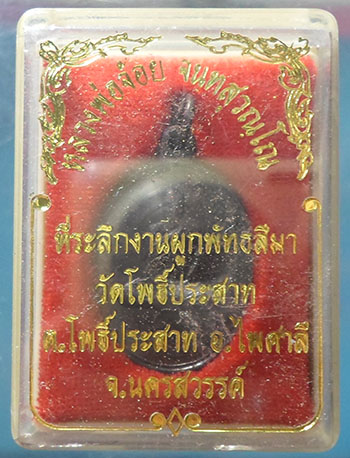 หลวงพ่อจ้อย จนฺทสุวณฺโณ
ที่ระลึกงานผูกพัทธสีมา
วัดโพธิ์ประสาท
ต.โพธิ์ประสาท อ.ไพศาลี
จ.นครสวรรค์